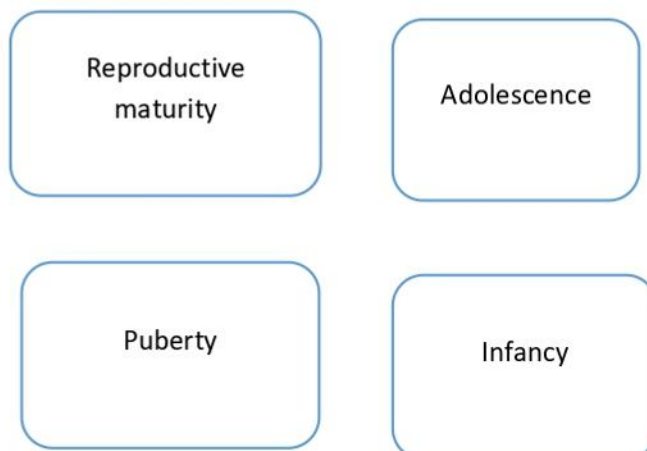 Reproductive
maturity
Adolescence
Puberty
Infancy